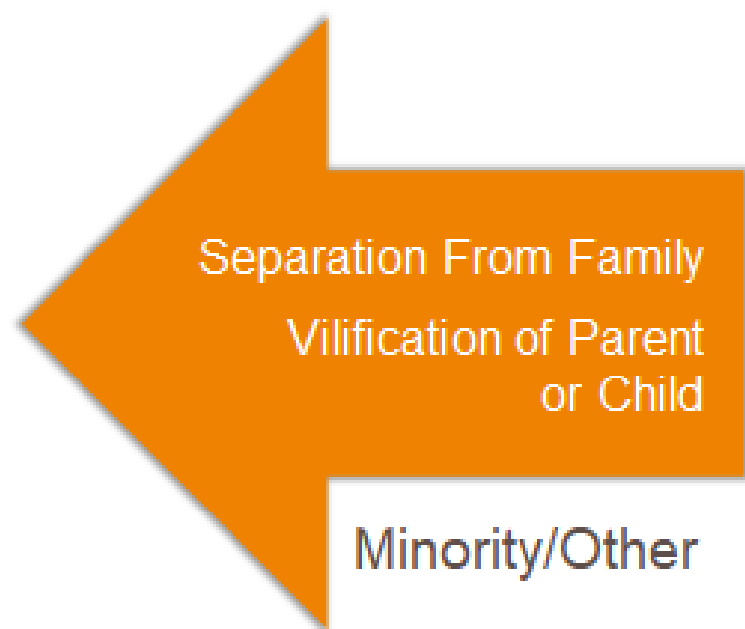 Separation From Family
Vilification of Parent
or Child
Minority/Other